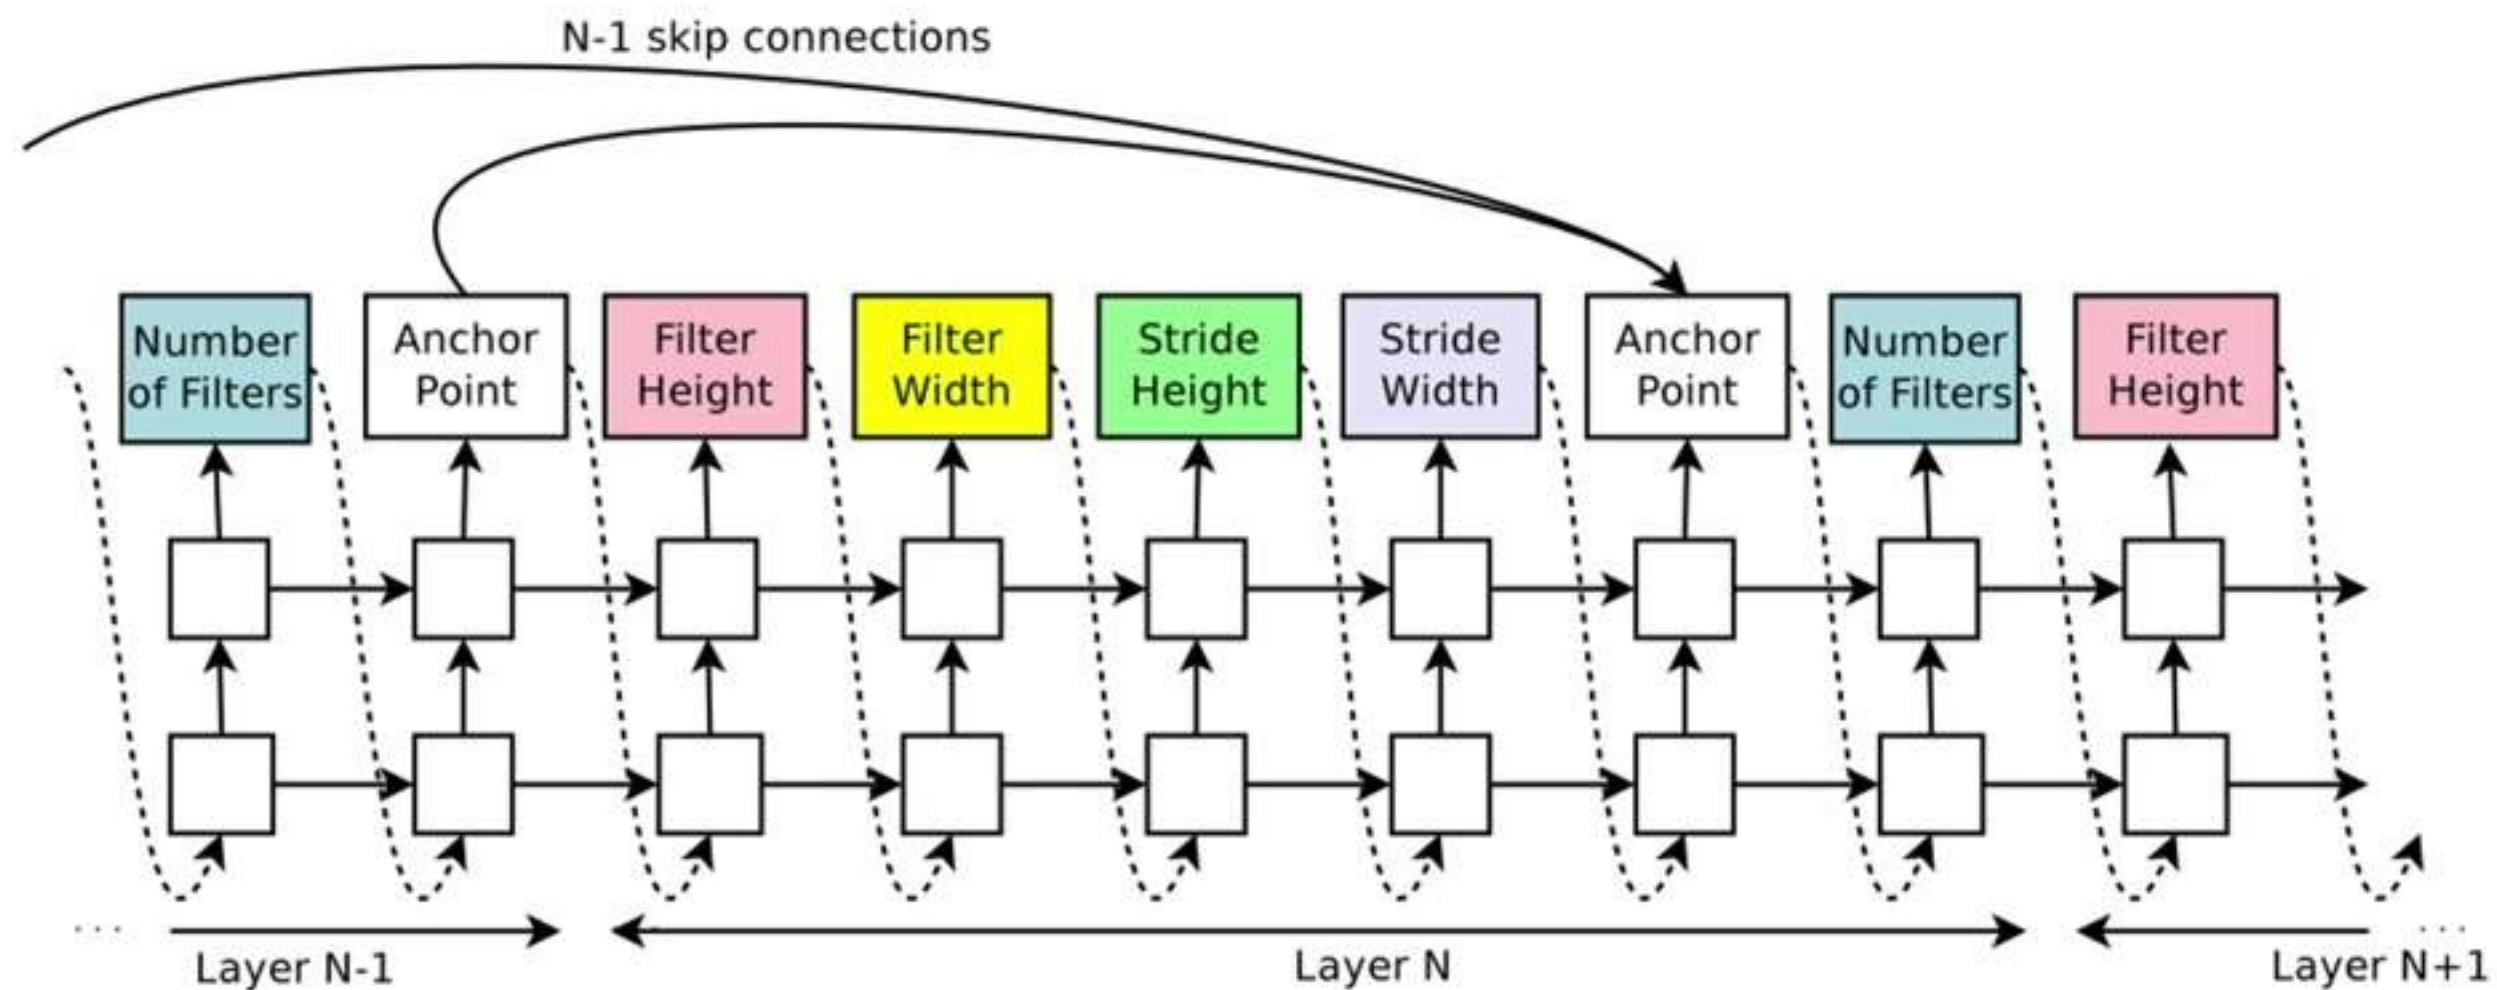 N-1 skip connections
Number
of Filters
Anchor
Point
Filter
Height
Filter
Width
Stride
Height
Stride
Width
Anchor
Point
Number
of Filters
Filter
Height
...
Layer N-1
Layer N
...
Layer N+1